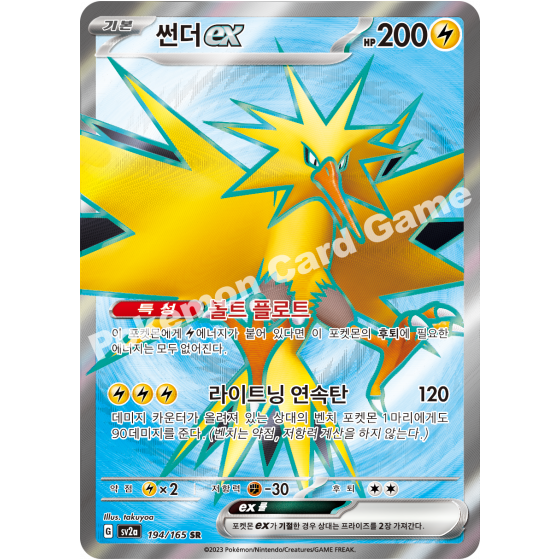 기본 썬더ex HP 200
Pokémon Card Game
특성 볼트 플로트
이 포켓몬에게 에너지가 붙어 있다면 이 포켓몬의 후퇴에 필요한
에너지는 모두 없어진다.
라이트닝 연속탄 120
데미지 카운터가 올려져 있는 상대의 벤치 포켓몬 1마리에게도
90데미지를 준다. (벤치는 약점, 저항력 계산을 하지 않는다.)
약점 ×2 저항력 -30 후퇴
Illus. takuyoa
G sv2a 194/165 SR
ex 룰
포켓몬 ex가 기절한 경우 상대는 프라이즈를 2장 가져간다.
©2023 Pokémon/Nintendo/Creatures/GAME FREAK.